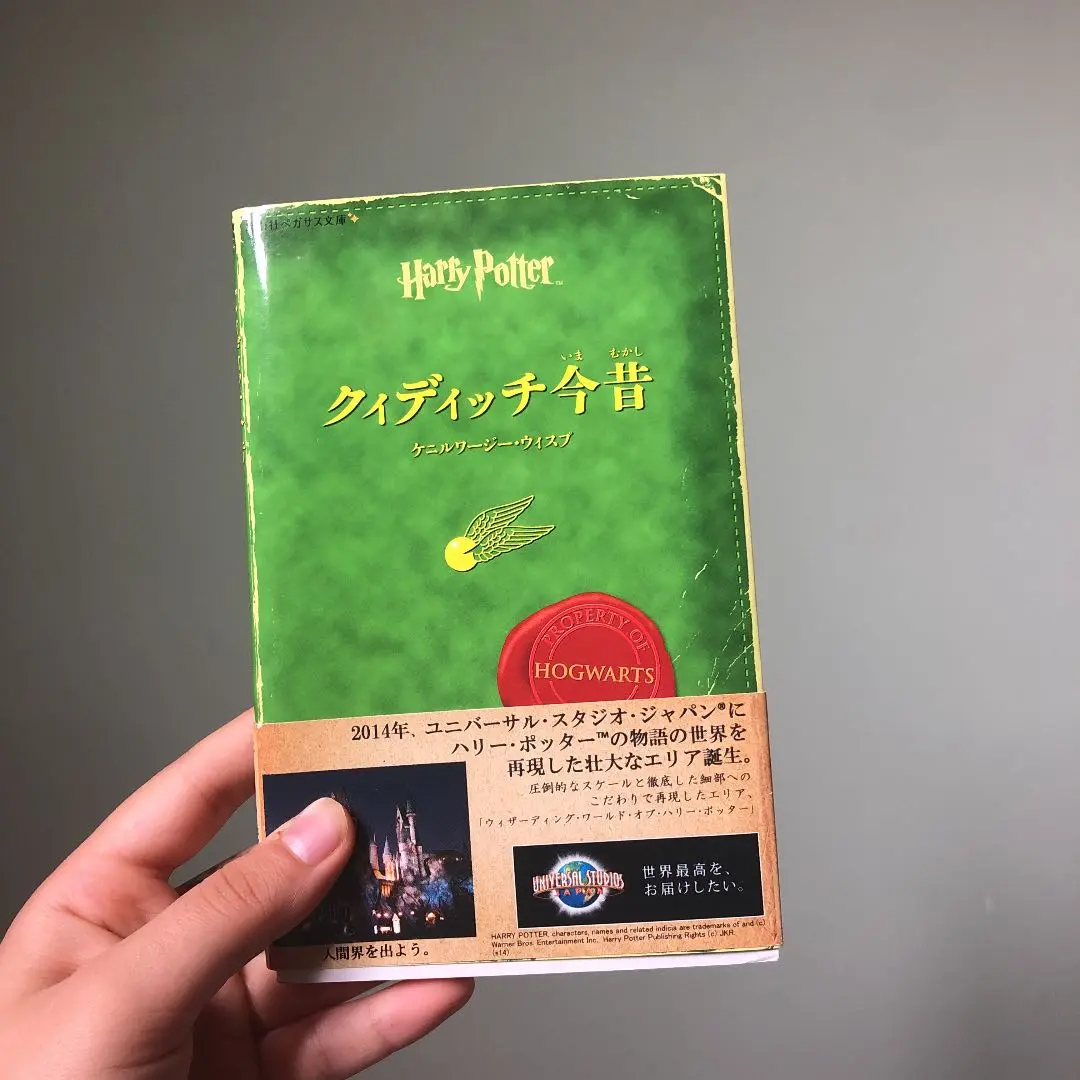 社ペガサス文庫
Harry Potter™
いま むかし
クィディッチ今昔
ケニルワージー・ウィスプ
PROPERTY OF
HOGWARTS
2014年、ユニバーサル・スタジオ・ジャパン®に
ハリー・ポッター™の物語の世界を
再現した壮大なエリア誕生。
圧倒的なスケールと徹底した細部への
こだわりで再現したエリア、
「ウィザーディング・ワールド・オブ・ハリー・ポッター」
UNIVERSAL STUDIOS
JAPAN
世界最高を、
お届けしたい。
HARRY POTTER, characters, names and related indicia are trademarks of and (c)
Warner Bros. Entertainment Inc. Harry Potter Publishing Rights (c) JKR.
(s14)
人間界を出よう。